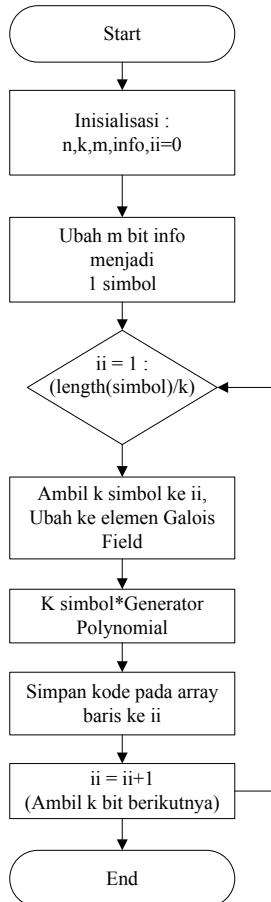 Start
Inisialisasi :
n,k,m,info,ii=0
Ubah m bit info
menjadi
1 simbol
ii = 1 :
(length(simbol)/k)
Ambil k simbol ke ii,
Ubah ke elemen Galois
Field
K simbol*Generator
Polynomial
Simpan kode pada array
baris ke ii
ii = ii+1
(Ambil k bit berikutnya)
End